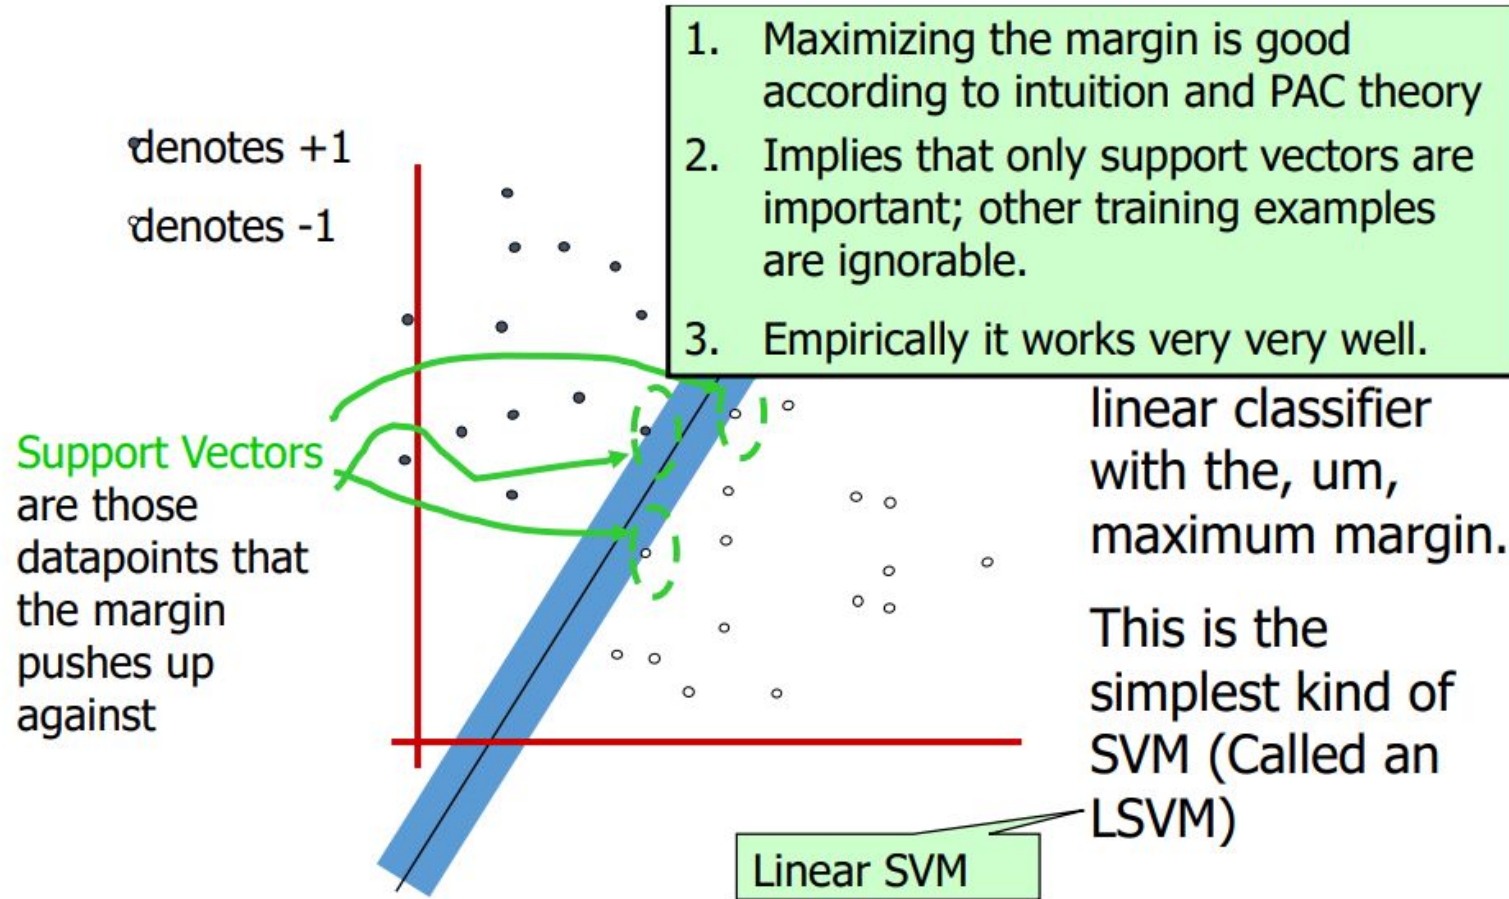 denotes +1
denotes -1
1. Maximizing the margin is good
according to intuition and PAC theory
2. Implies that only support vectors are
important; other training examples
are ignorable.
3. Empirically it works very very well.
Support Vectors
are those
datapoints that
the margin
pushes up
against
linear classifier
with the, um,
maximum margin.
This is the
simplest kind of
SVM (Called an
LSVM)
Linear SVM